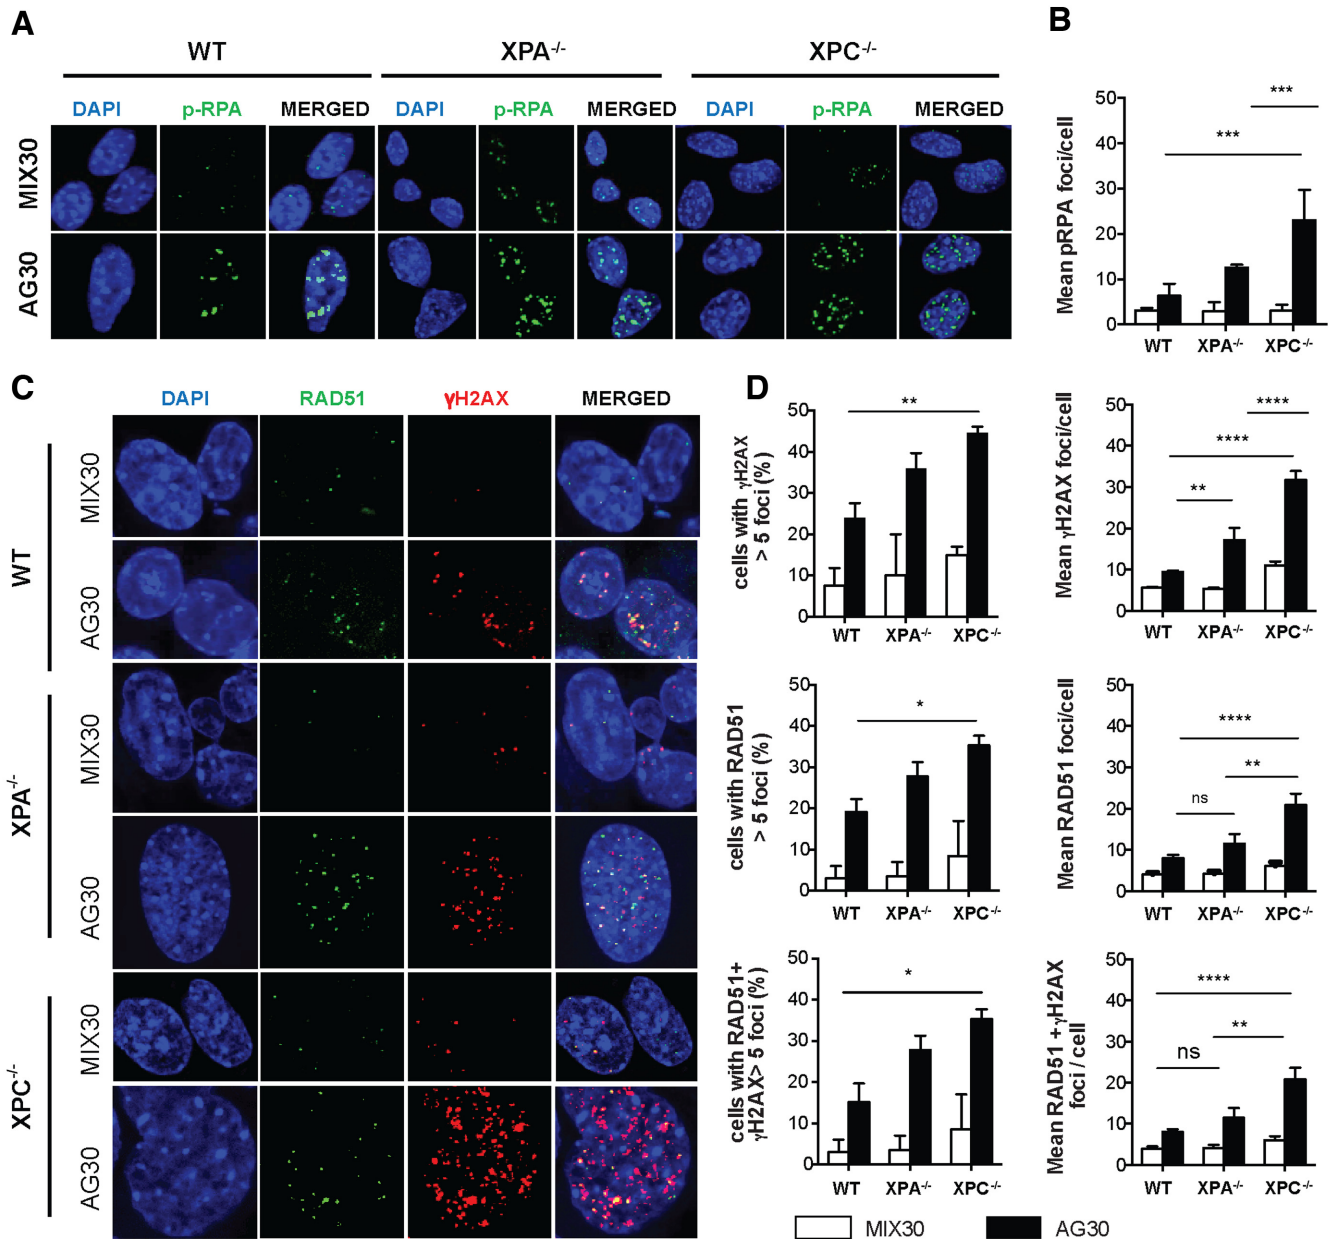 A
WT XPA-/- XPC-/-
DAPI p-RPA MERGED DAPI p-RPA MERGED DAPI p-RPA MERGED
MIX30
AG30
B
Mean pRPA foci/cell
50
40
30
20
10
0
***
***
WT XPA-/- XPC-/-
C
DAPI RAD51 γH2AX MERGED
WT
MIX30
AG30
XPA-/-
MIX30
AG30
XPC-/-
MIX30
AG30
D
cells with γH2AX
> 5 foci (%)
50
40
30
20
10
0
**
WT XPA-/- XPC-/-
Mean γH2AX foci/cell
50
40
30
20
10
0
****
****
**
WT XPA-/- XPC-/-
cells with RAD51
> 5 foci (%)
50
40
30
20
10
0
*
WT XPA-/- XPC-/-
Mean RAD51 foci/cell
50
40
30
20
10
0
****
**
ns
WT XPA-/- XPC-/-
cells with RAD51+
γH2AX> 5 foci (%)
50
40
30
20
10
0
*
WT XPA-/- XPC-/-
Mean RAD51 +γH2AX
foci / cell
50
40
30
20
10
0
****
**
ns
WT XPA-/- XPC-/-
MIX30 AG30